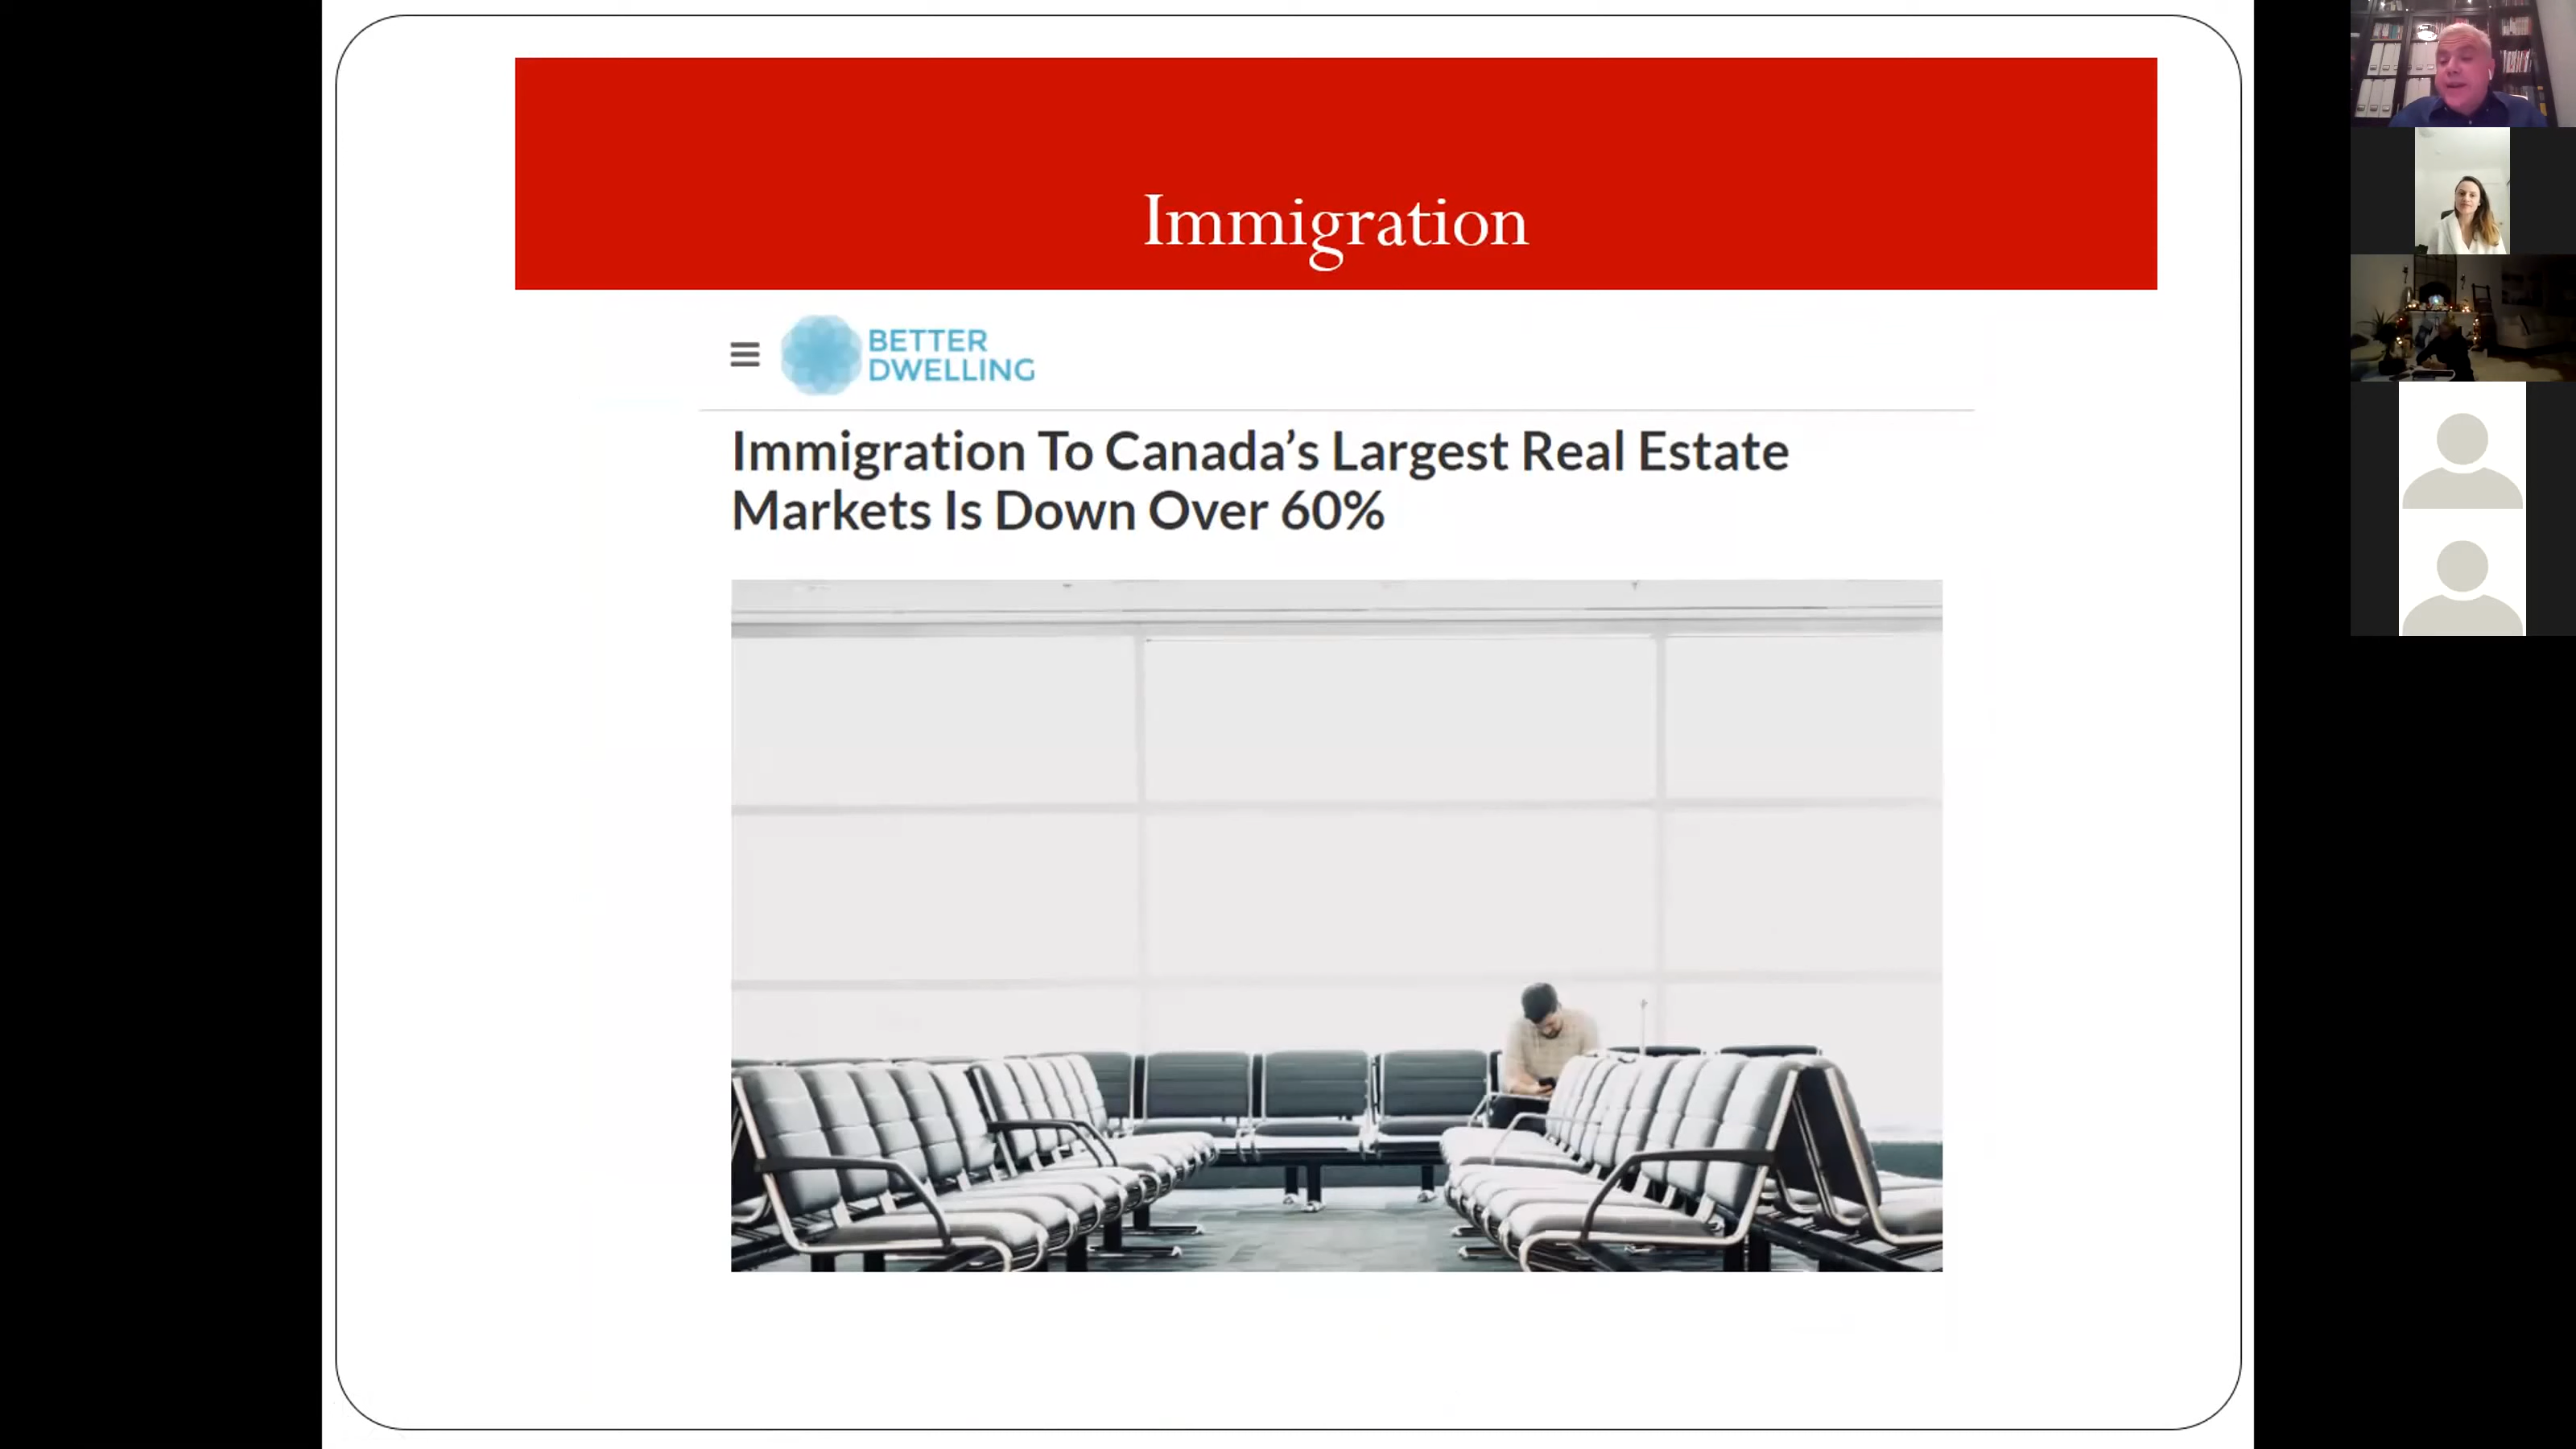 Immigration
BETTER
DWELLING
Immigration To Canada’s Largest Real Estate
Markets Is Down Over 60%